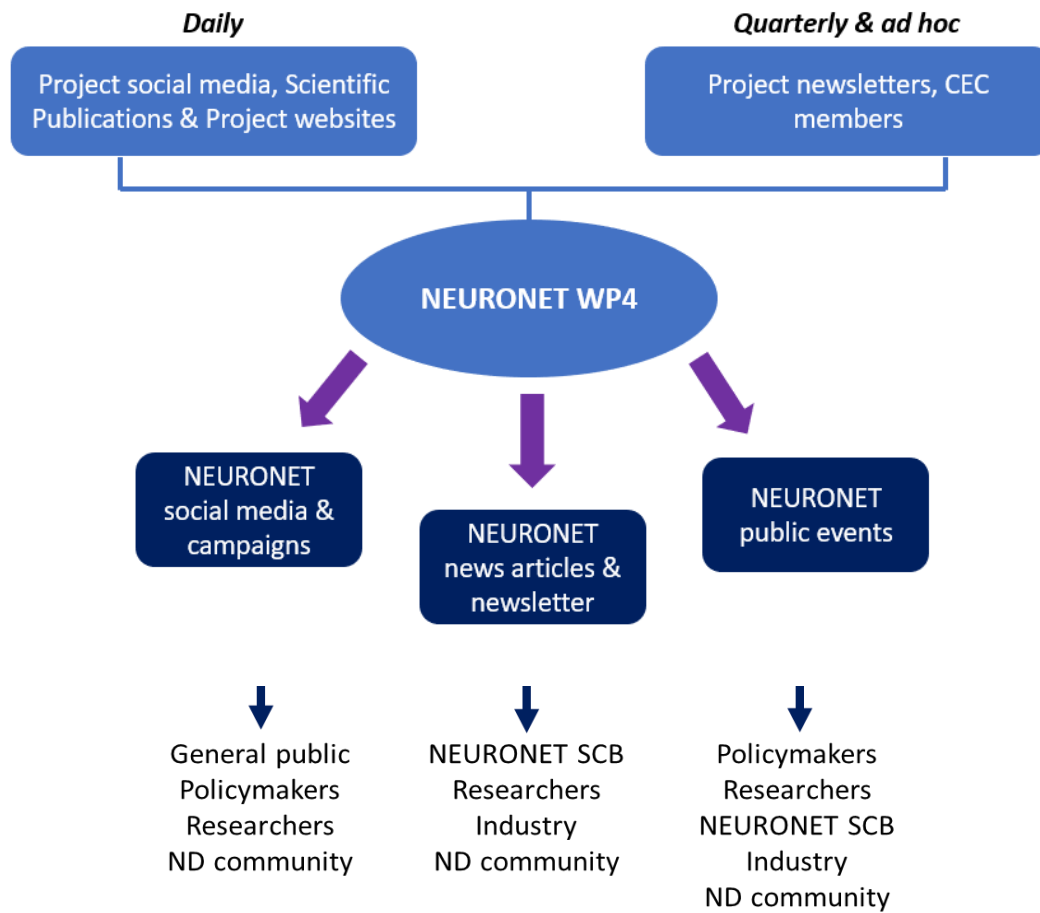 Daily
Project social media, Scientific
Publications & Project websites
Quarterly & ad hoc
Project newsletters, CEC
members
NEURONET WP4
NEURONET
social media &
campaigns
NEURONET
news articles &
newsletter
NEURONET
public events
General public
Policymakers
Researchers
ND community
NEURONET SCB
Researchers
Industry
ND community
Policymakers
Researchers
NEURONET SCB
Industry
ND community